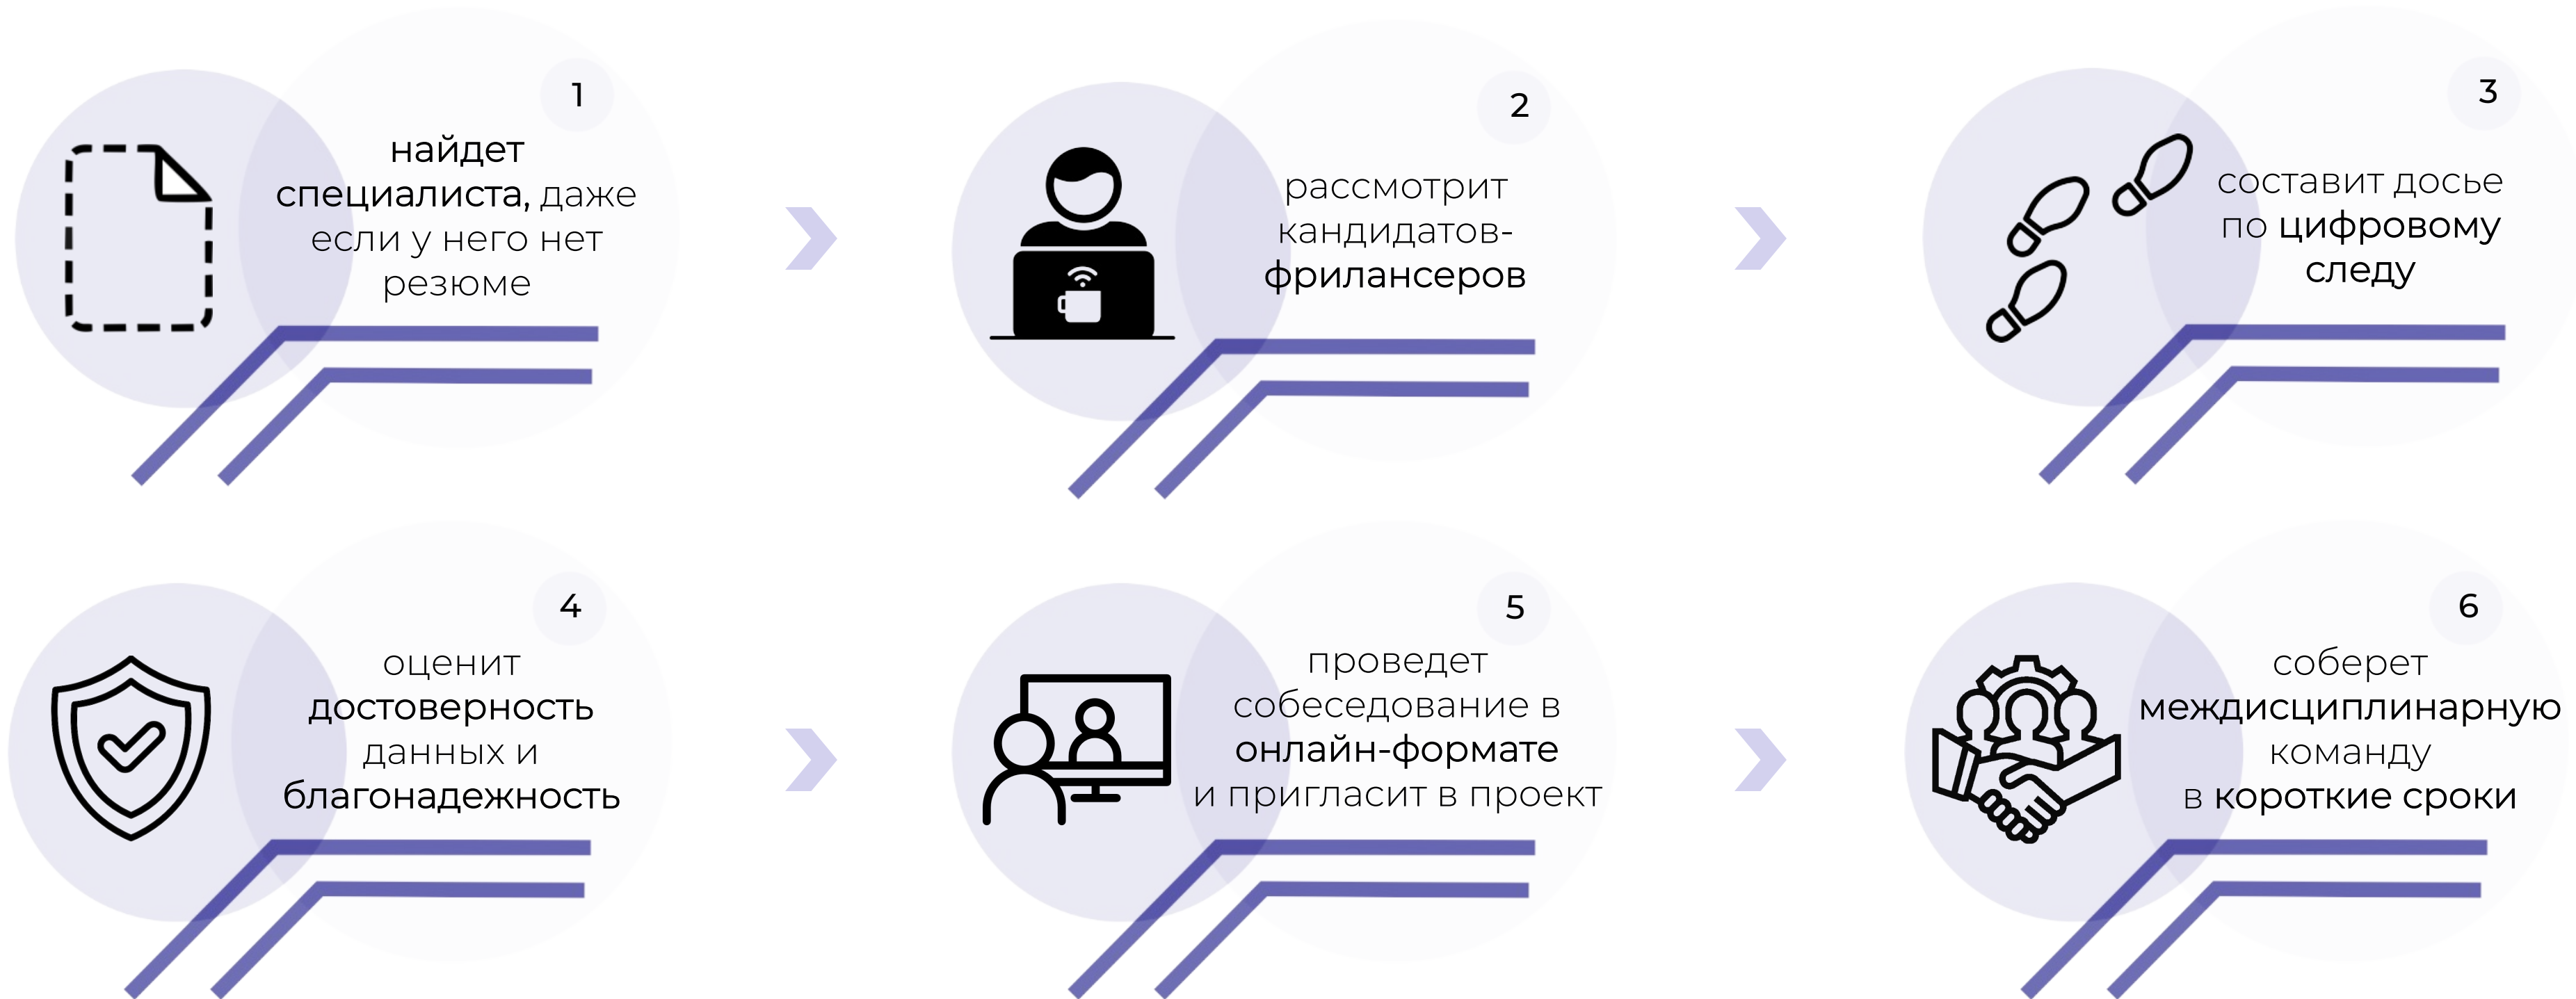 1
найдет
специалиста, даже
если у него нет
резюме
2
рассмотрит
кандидатов-
фрилансеров
3
составит досье
по цифровому
следу
4
оценит
достоверность
данных и
благонадежность
5
проведет
собеседование в
онлайн-формате
и пригласит в проект
6
соберет
междисциплинарную
команду
в короткие сроки